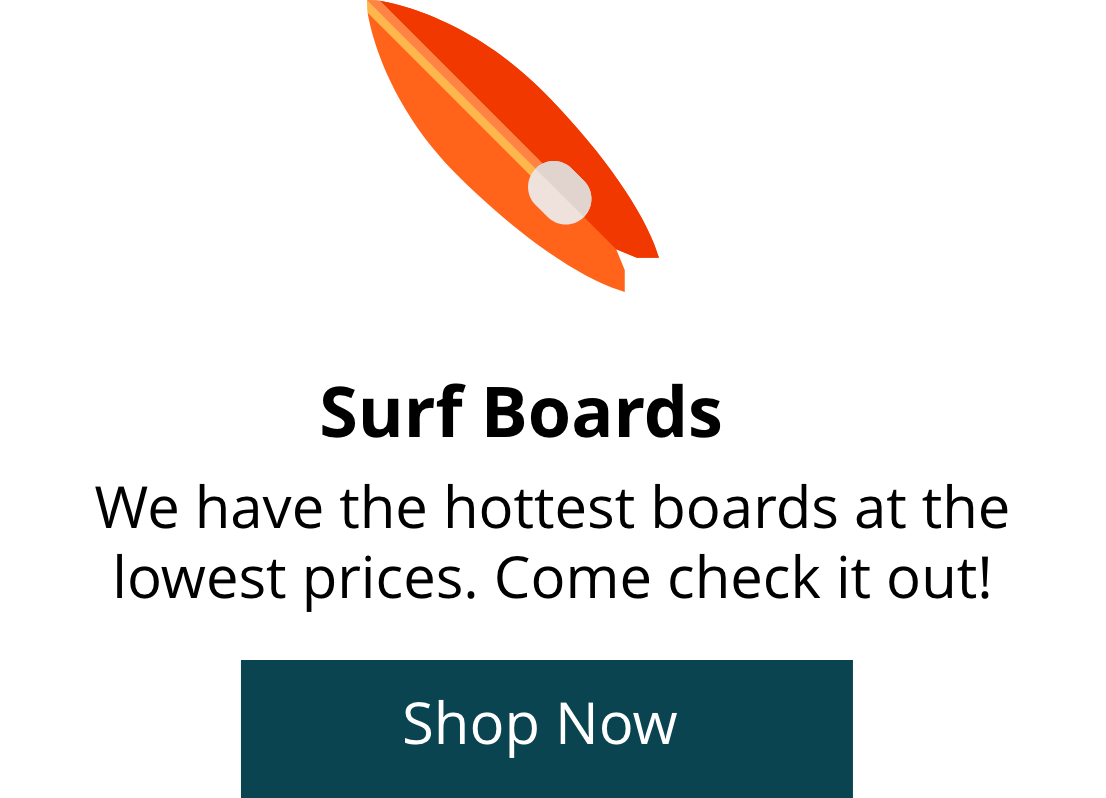 Surf Boards
We have the hottest boards at the
lowest prices. Come check it out!
Shop Now